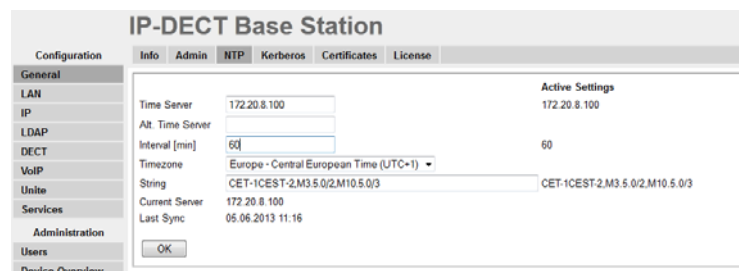 IP-DECT Base Station
Configuration
Info Admin NTP Kerberos Certificates License
General
LAN
IP
LDAP
DECT
VoIP
Unite
Services
Administration
Users
Device Overview
Active Settings
Time Server 172.20.8.100 172.20.8.100
Alt. Time Server
Interval [min] 60 60
Timezone Europe - Central European Time (UTC+1)
String CET-1CEST-2,M3.5.0/2,M10.5.0/3 CET-1CEST-2,M3.5.0/2,M10.5.0/3
Current Server 172.20.8.100
Last Sync 05.06.2013 11:16
OK